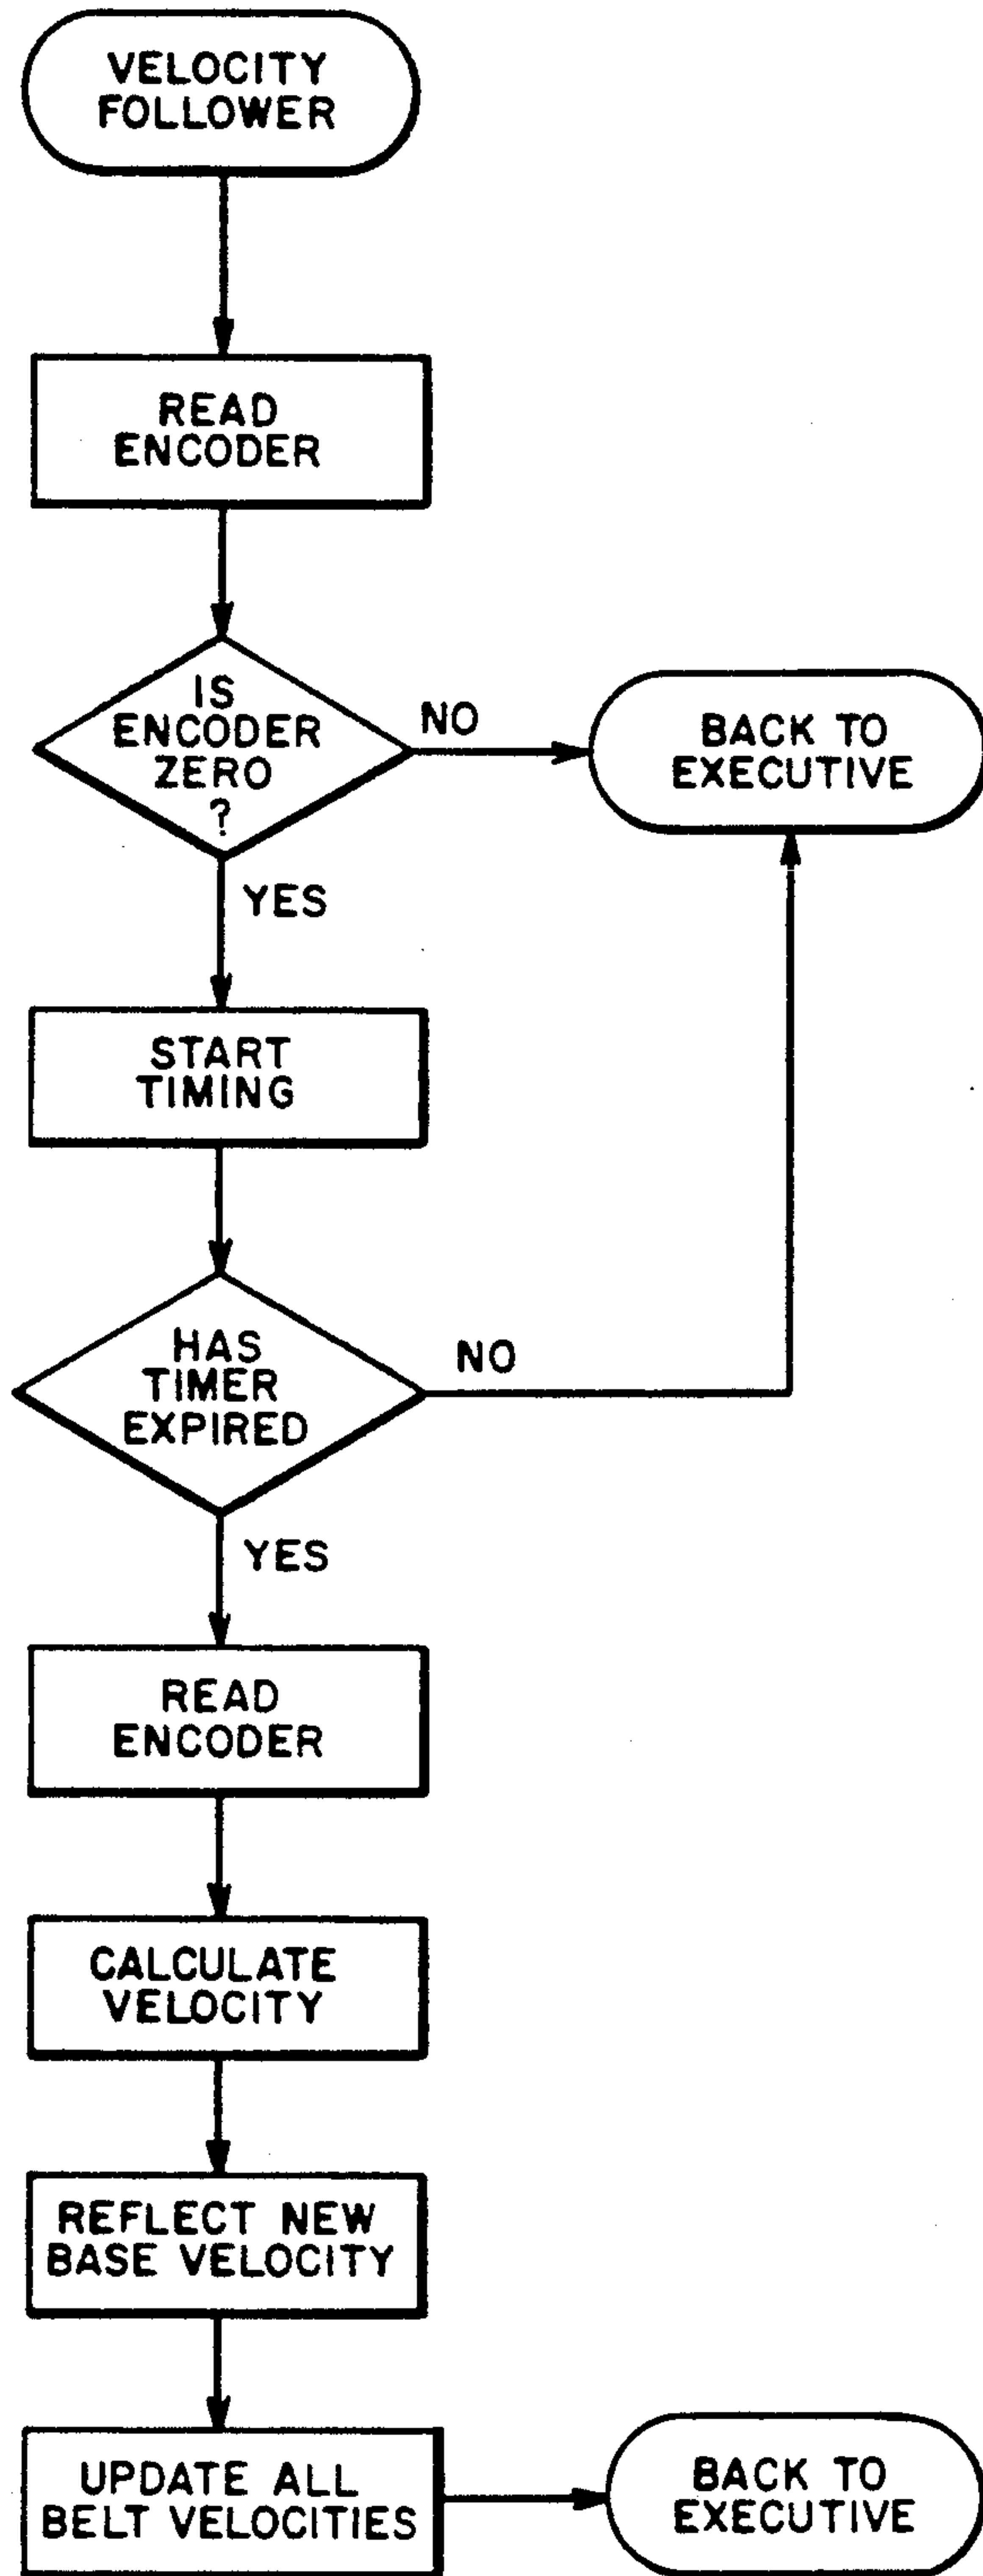 VELOCITY
FOLLOWER
READ
ENCODER
IS
ENCODER
ZERO
?
NO
BACK TO
EXECUTIVE
YES
START
TIMING
HAS
TIMER
EXPIRED
NO
YES
READ
ENCODER
CALCULATE
VELOCITY
REFLECT NEW
BASE VELOCITY
UPDATE ALL
BELT VELOCITIES
BACK TO
EXECUTIVE